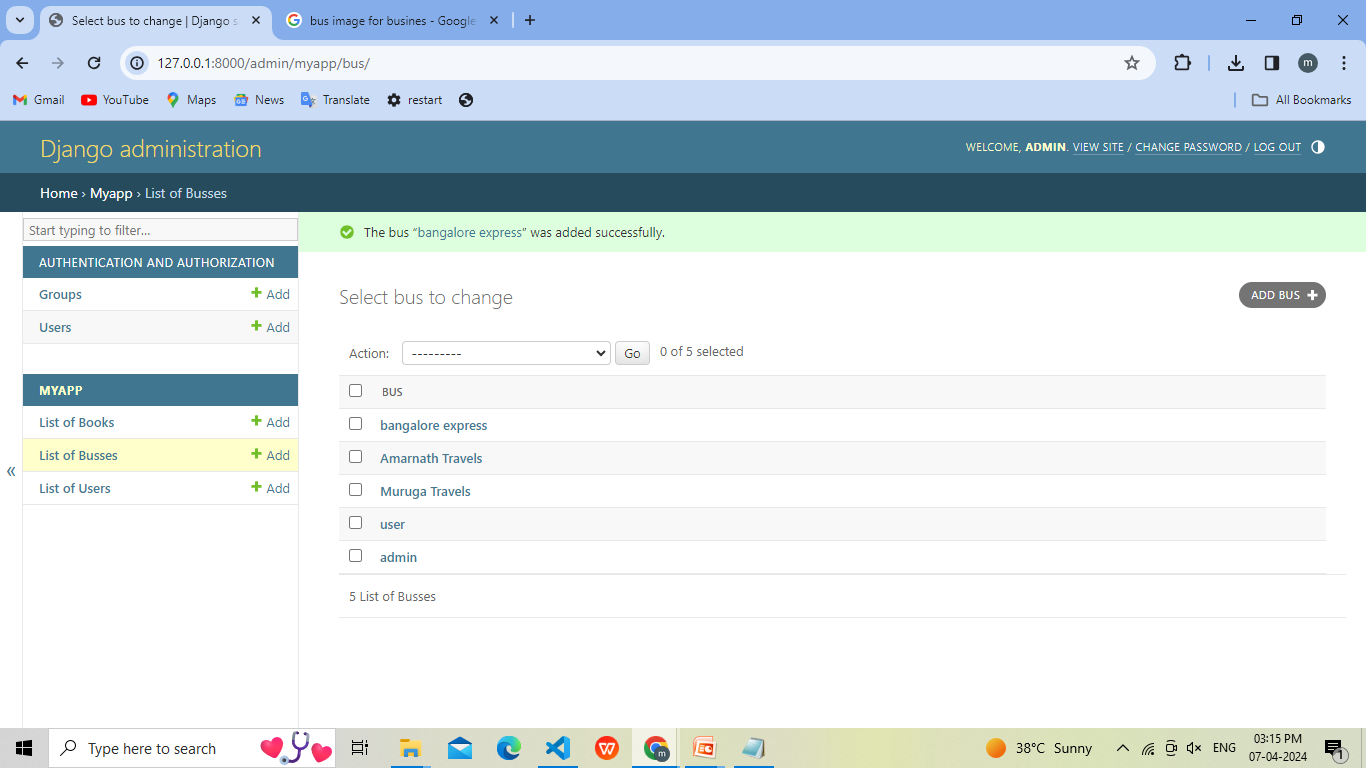 Select bus to change | Django s
bus image for busines - Google
127.0.0.1:8000/admin/myapp/bus/
m
Gmail YouTube Maps News Translate restart All Bookmarks
Django administration
WELCOME, ADMIN. VIEW SITE / CHANGE PASSWORD / LOG OUT
Home › Myapp › List of Busses
Start typing to filter...
AUTHENTICATION AND AUTHORIZATION
Groups + Add
Users + Add
MYAPP
List of Books + Add
List of Busses + Add
List of Users + Add
«
The bus “bangalore express” was added successfully.
Select bus to change
ADD BUS +
Action: --------- Go 0 of 5 selected
BUS
bangalore express
Amarnath Travels
Muruga Travels
user
admin
5 List of Busses
Type here to search
38°C Sunny
ENG
03:15 PM
07-04-2024
1